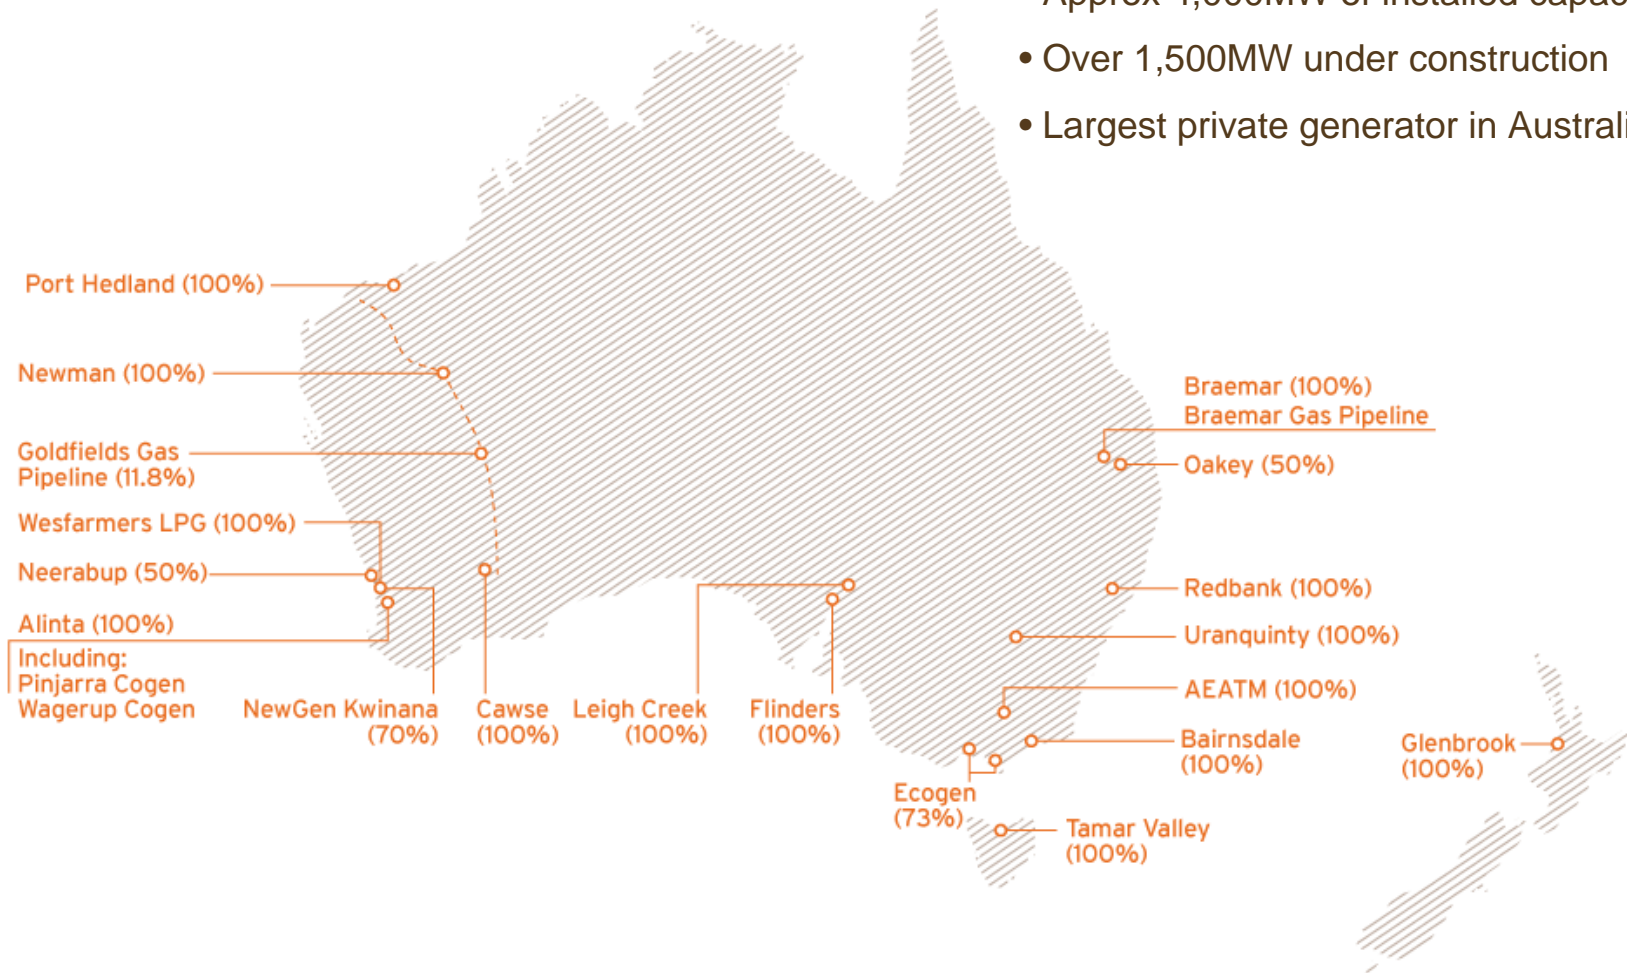 • Over 1,500MW under construction
• Largest private generator in
Port Hedland (100%)
Newman (100%)
Goldfields Gas
Pipeline (11.8%)
Wesfarmers LPG (100%)
Neerabup (50%)
Alinta (100%)
Including:
Pinjarra Cogen
Wagerup Cogen
NewGen Kwinana
(70%)
Cawse
(100%)
Leigh Creek
(100%)
Flinders
(100%)
Braemar (100%)
Braemar Gas Pipeline
Oakey (50%)
Redbank (100%)
Uranquinty (100%)
AEATM (100%)
Bairnsdale
(100%)
Ecogen
(73%)
Tamar Valley
(100%)
Glenbrook
(100%)